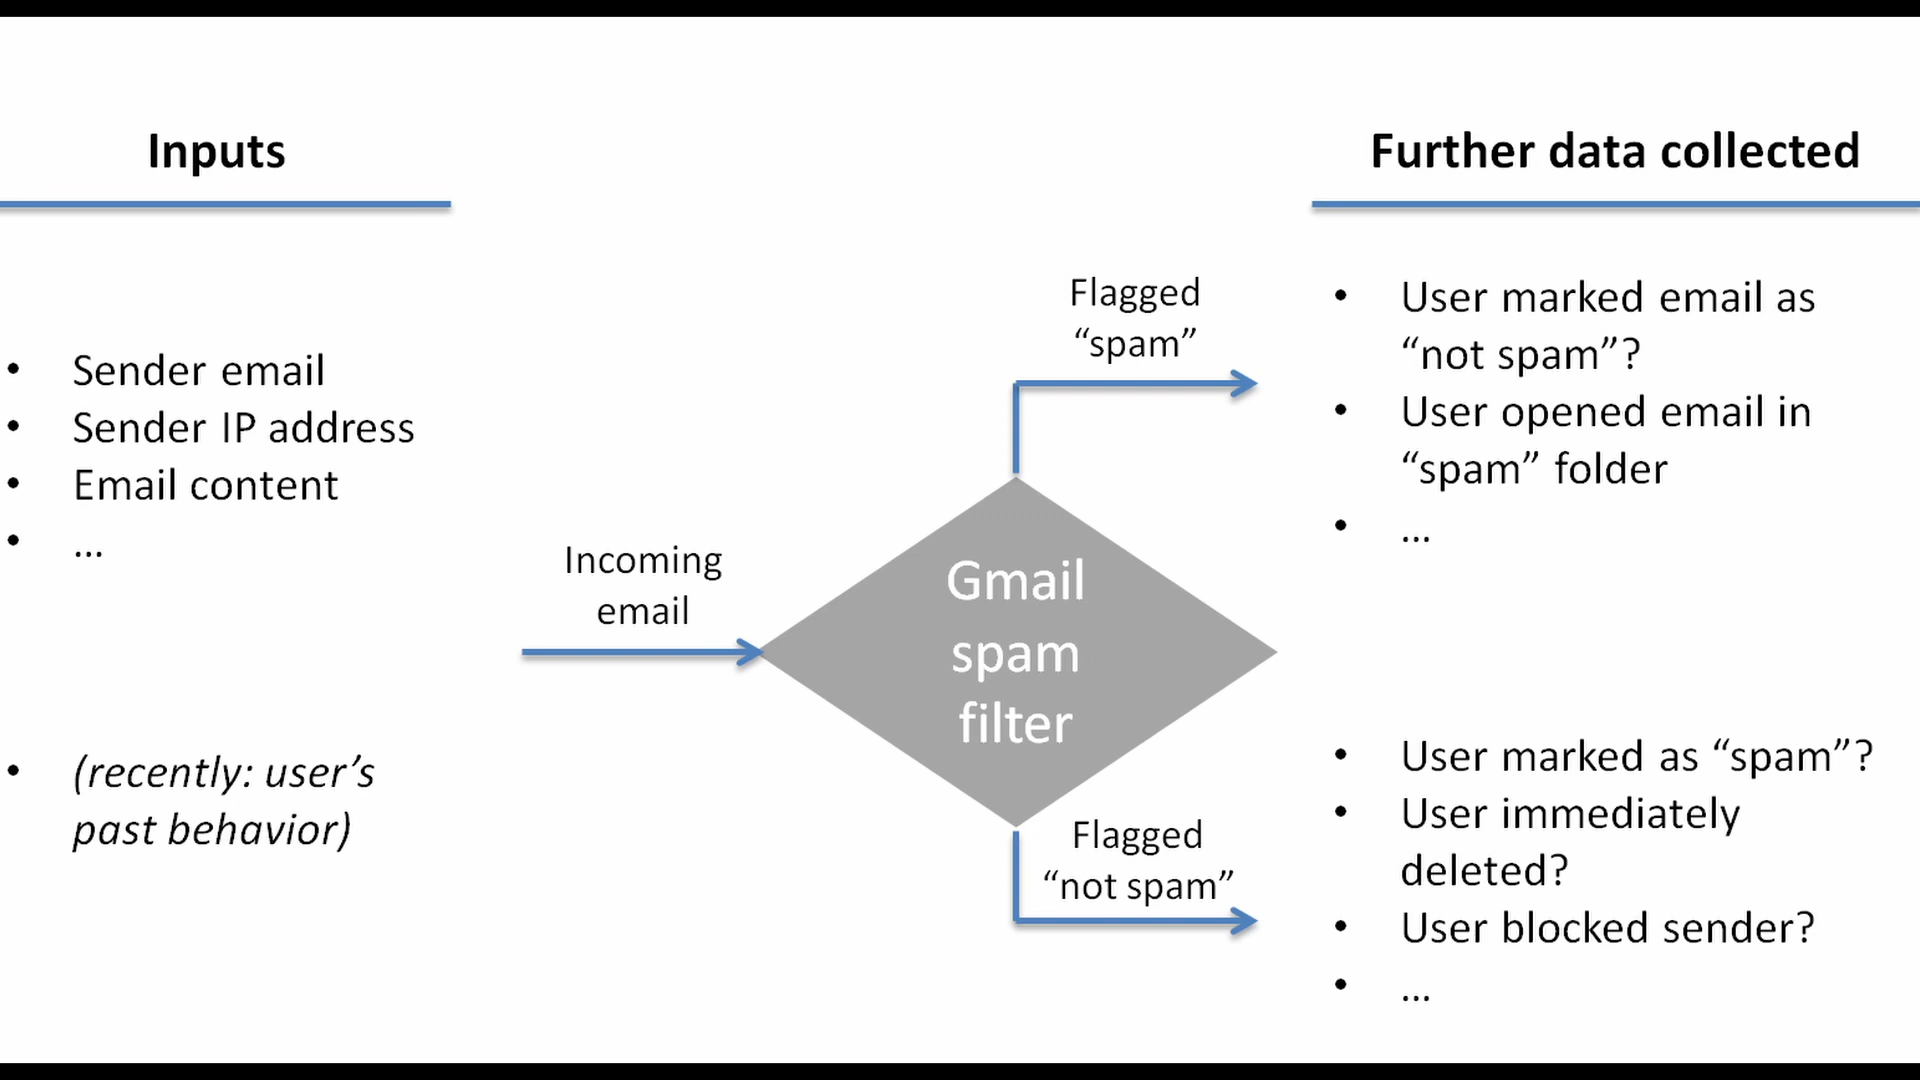 Inputs
• Sender email
• Sender IP address
• Email content
• ...
• (recently: user’s
past behavior)
Incoming
email
Gmail
spam
filter
Flagged
“spam”
Flagged
“not spam”
Further data collected
• User marked email as
“not spam”?
• User opened email in
“spam” folder
• ...
• User marked as “spam”?
• User immediately
deleted?
• User blocked sender?
• ...